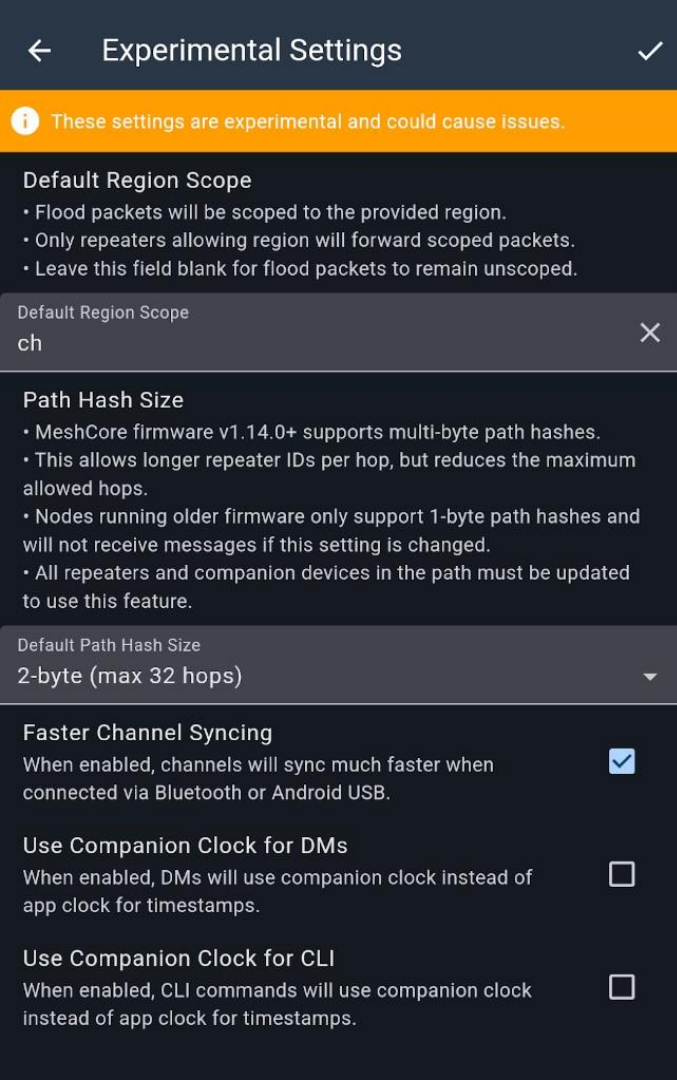 Experimental Settings
These settings are experimental and could cause issues.
Default Region Scope
• Flood packets will be scoped to the provided region.
• Only repeaters allowing region will forward scoped packets.
• Leave this field blank for flood packets to remain unscoped.
Default Region Scope
ch
Path Hash Size
• MeshCore firmware v1.14.0+ supports multi-byte path hashes.
• This allows longer repeater IDs per hop, but reduces the maximum
allowed hops.
• Nodes running older firmware only support 1-byte path hashes and
will not receive messages if this setting is changed.
• All repeaters and companion devices in the path must be updated
to use this feature.
Default Path Hash Size
2-byte (max 32 hops)
Faster Channel Syncing
When enabled, channels will sync much faster when
connected via Bluetooth or Android USB.
Use Companion Clock for DMs
When enabled, DMs will use companion clock instead of
app clock for timestamps.
Use Companion Clock for CLI
When enabled, CLI commands will use companion clock
instead of app clock for timestamps.